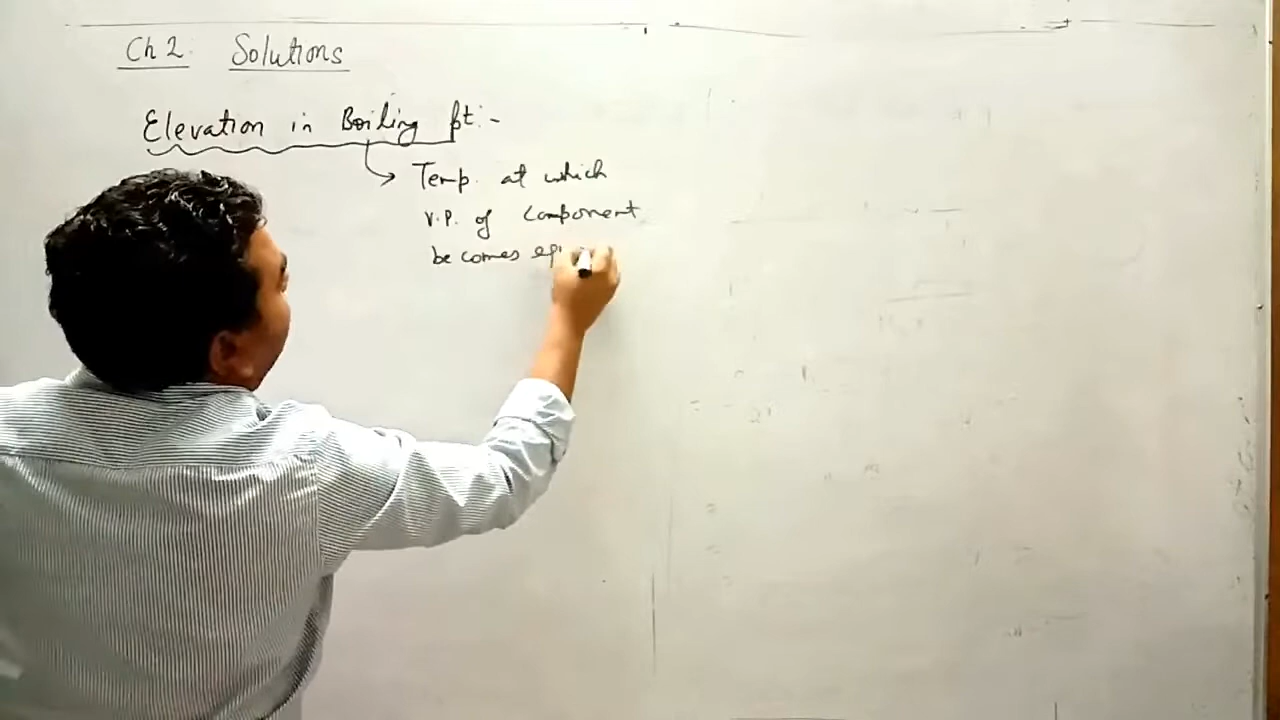 Ch 2. Solutions
Elevation in Boiling pt:-
Temp. at which
V.P. of component
becomes